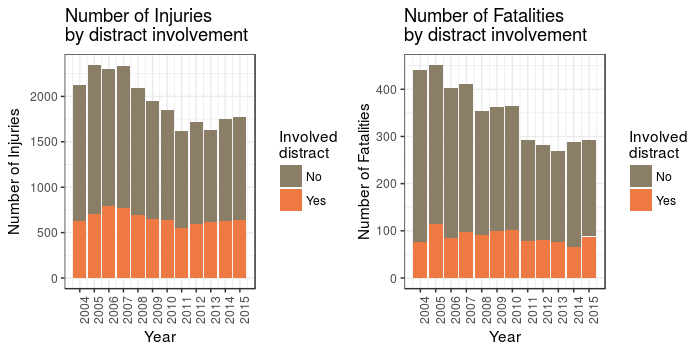 Number of Injuries
by distract involvement
Number of Injuries
2000
1500
1000
500
0
2004
2005
2006
2007
2008
2009
2010
2011
2012
2013
2014
2015
Year
Involved
distract
No
Yes
Number of Fatalities
by distract involvement
Number of Fatalities
400
300
200
100
0
2004
2005
2006
2007
2008
2009
2010
2011
2012
2013
2014
2015
Year
Involved
distract
No
Yes